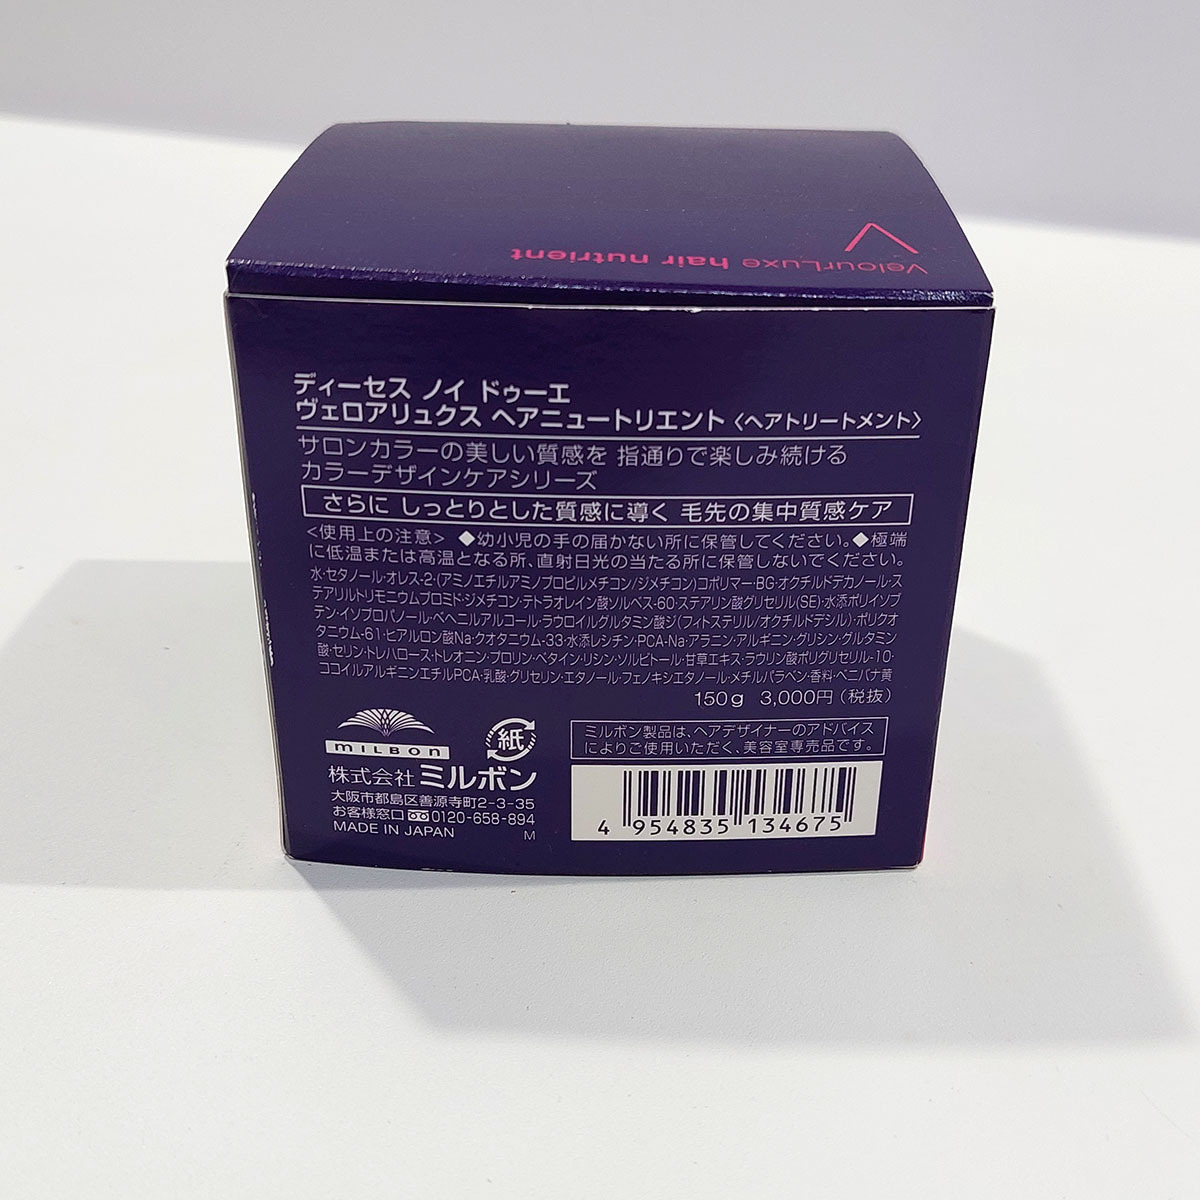 VelourLuxe hair nutrient
ディーセス ノイ ドゥーエ
ヴェロアリュクス ヘアニュートリエント〈ヘアトリートメント〉
サロンカラーの美しい質感を 指通りで楽しみ続ける
カラーデザインケアシリーズ
さらに しっとりとした質感に導く 毛先の集中質感ケア
<使用上の注意> ◆幼小児の手の届かない所に保管してください。◆極端
に低温または高温となる所、直射日光の当たる所に保管しないでください。
水・セタノール・オレス-2・(アミノエチルアミノプロピルメチコン/ジメチコン)コポリマー・BG・オクチルドデカノール・ス
テアリルトリモニウムブロミド・ジメチコン・テトラオレイン酸ソルベス-60・ステアリン酸グリセリル(SE)・水添ポリイソブ
テン・イソプロパノール・ベヘニルアルコール・ラウロイルグルタミン酸ジ(フィトステリル/オクチルドデシル)・ポリクオ
タニウム-61・ヒアルロン酸Na・クオタニウム-33・水添レシチン・PCA-Na・アラニン・アルギニン・グリシン・グルタミン
酸・セリン・トレハロース・トレオニン・プロリン・ベタイン・リシン・ソルビトール・甘草エキス・ラウリン酸ポリグリセリル-10・
ココイルアルギニンエチルPCA・乳酸・グリセリン・エタノール・フェノキシエタノール・メチルパラベン・香料・ベニバナ黄
150g 3,000円(税抜)
MILBON
紙
株式会社 ミルボン
大阪市都島区善源寺町2-3-35
お客様窓口 0120-658-894
MADE IN JAPAN M
ミルボン製品は、ヘアデザイナーのアドバイス
によりご使用いただく、美容室専売品です。
4 954835 134675